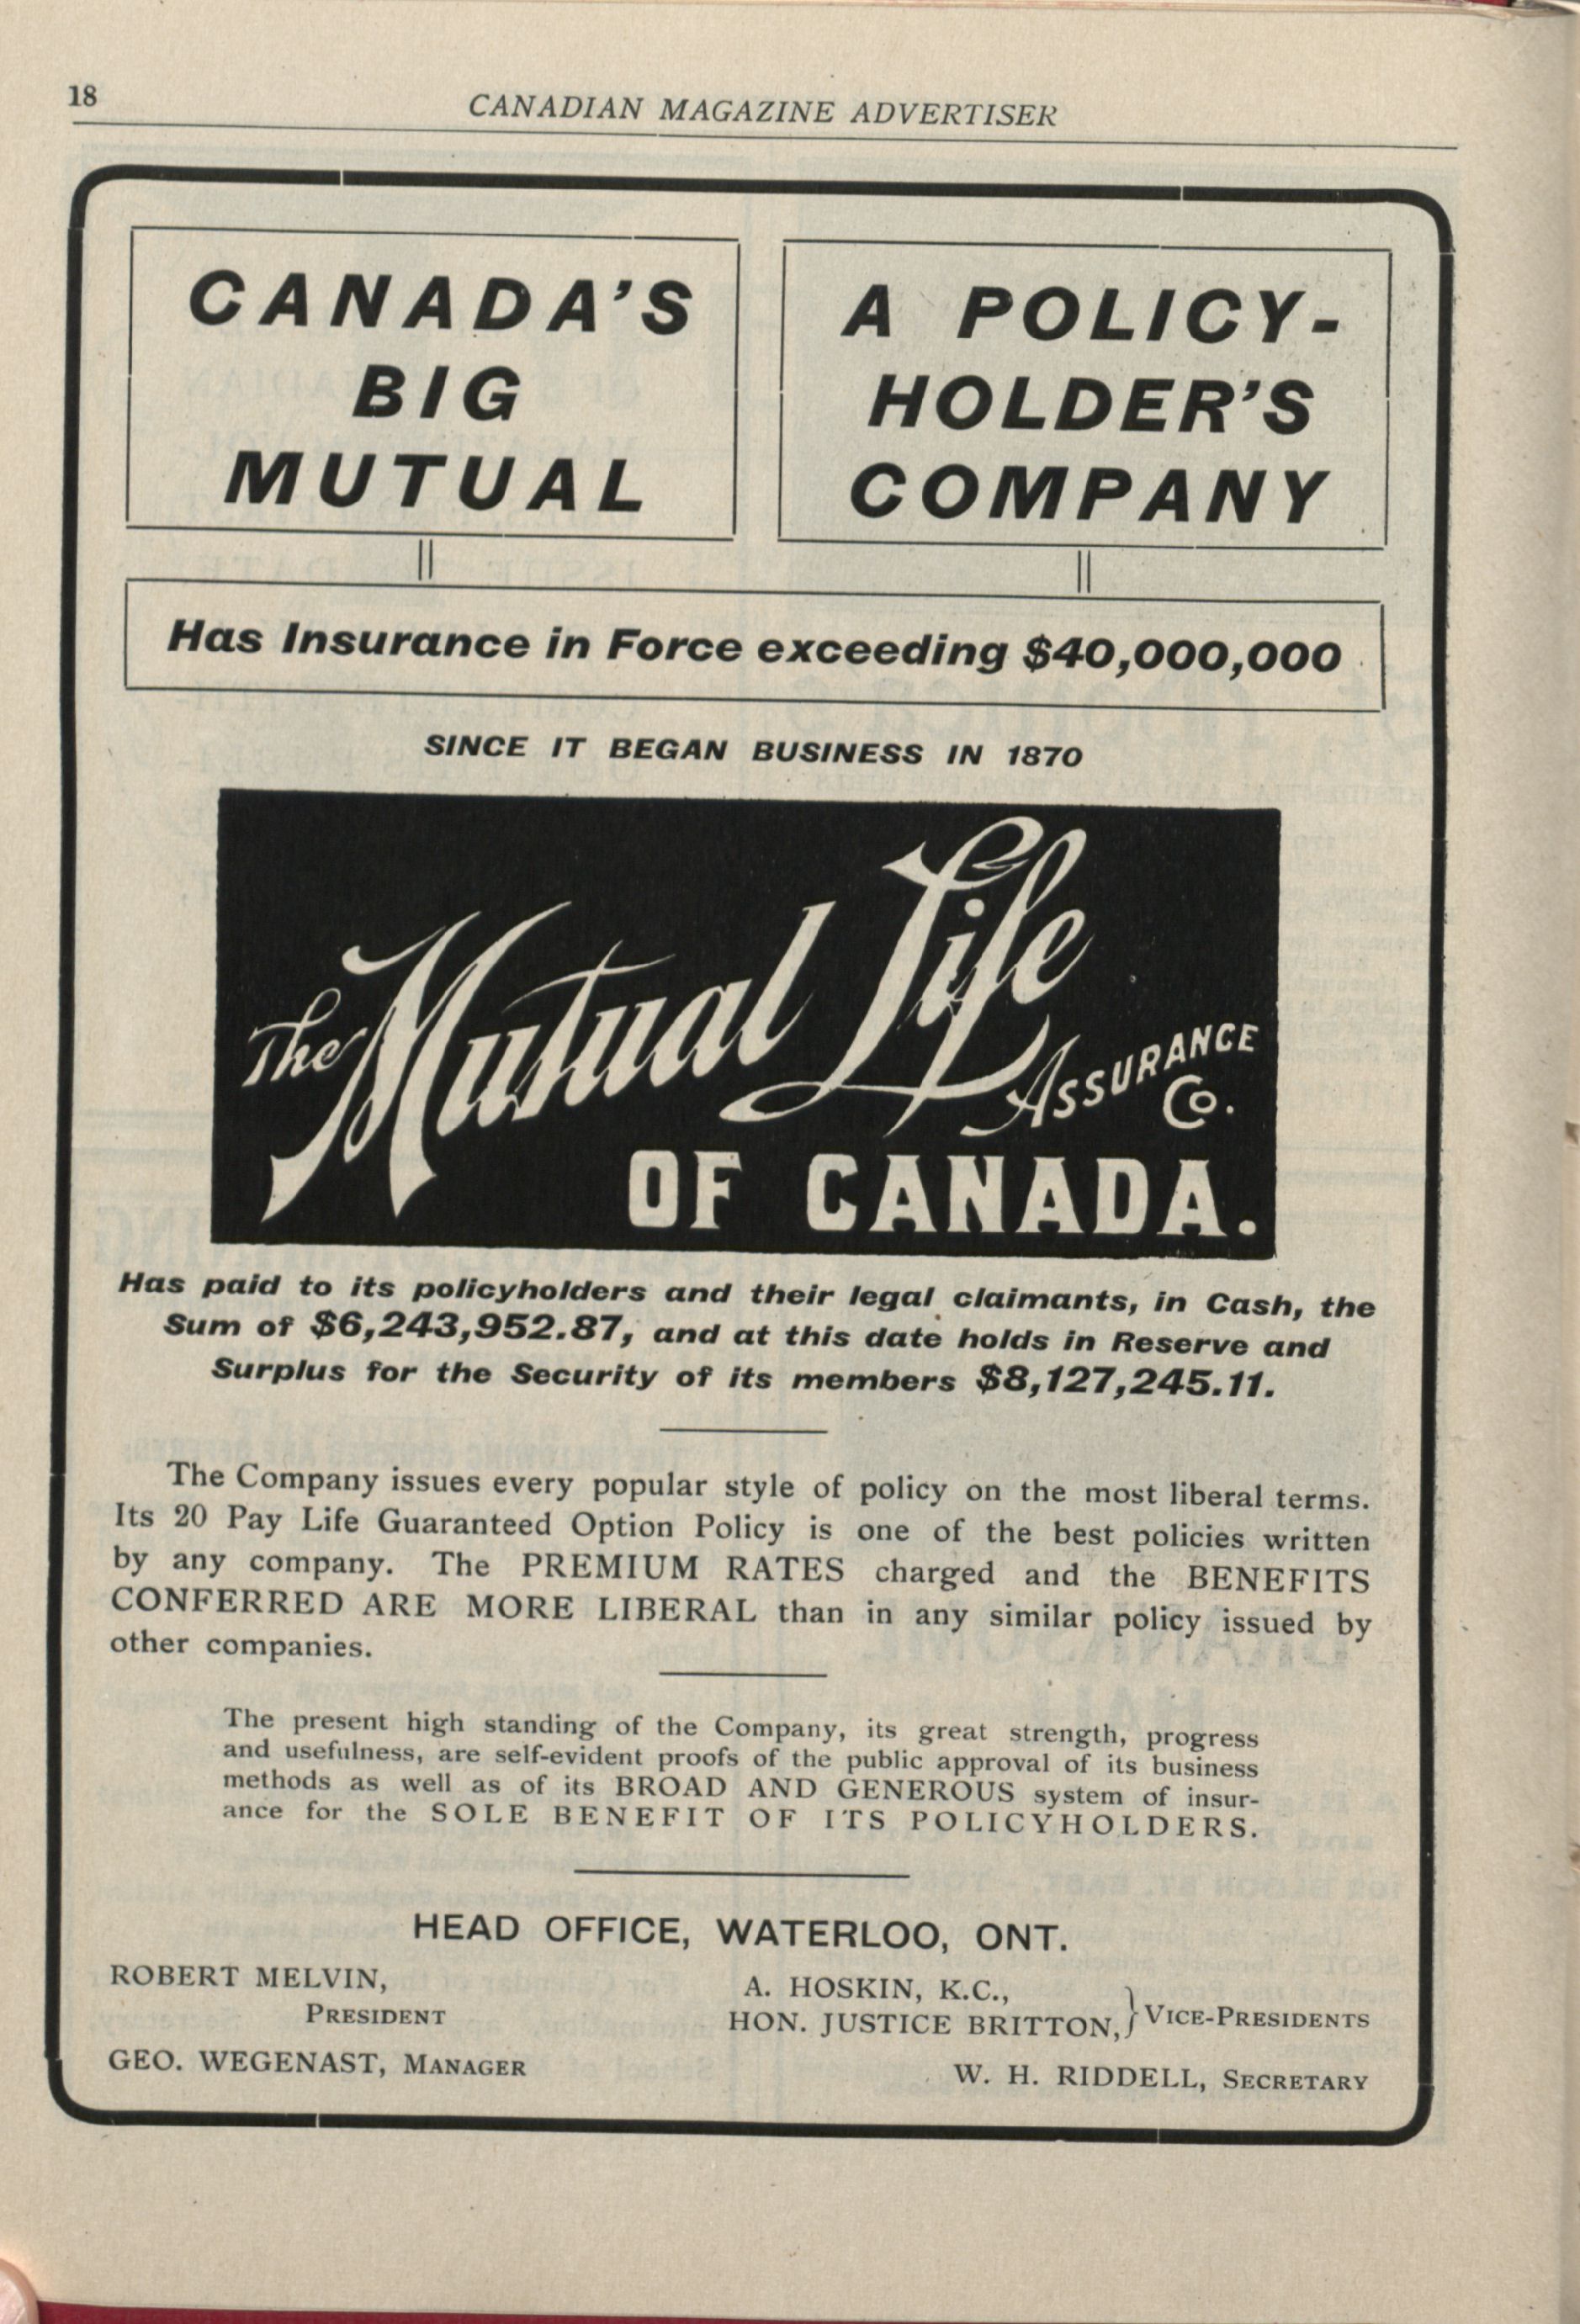 18
CANADIAN MAGAZINE ADVERTISER
CANADA'S
BIG
MUTUAL
A POLICY-
HOLDER'S
COMPANY
Has Insurance in Force exceeding $40,000,000
SINCE IT BEGAN BUSINESS IN 1870
The Mutual Life
ASSURANCE
Co.
OF CANADA.
Has paid to its policyholders and their legal claimants, in Cash, the
Sum of $6,243,952.87, and at this date holds in Reserve and
Surplus for the Security of its members $8,127,245.11.
The Company issues every popular style of policy on the most liberal terms.
Its 20 Pay Life Guaranteed Option Policy is one of the best policies written
by any company. The PREMIUM RATES charged and the BENEFITS
CONFERRED ARE MORE LIBERAL than in any similar policy issued by
other companies.
The present high standing of the Company, its great strength, progress
and usefulness, are self-evident proofs of the public approval of its business
methods as well as of its BROAD AND GENEROUS system of insur-
ance for the SOLE BENEFIT OF ITS POLICYHOLDERS.
HEAD OFFICE, WATERLOO, ONT.
ROBERT MELVIN,
PRESIDENT
GEO. WEGENAST, MANAGER
A. HOSKIN, K.C.,
HON. JUSTICE BRITTON, } VICE-PRESIDENTS
W. H. RIDDELL, SECRETARY